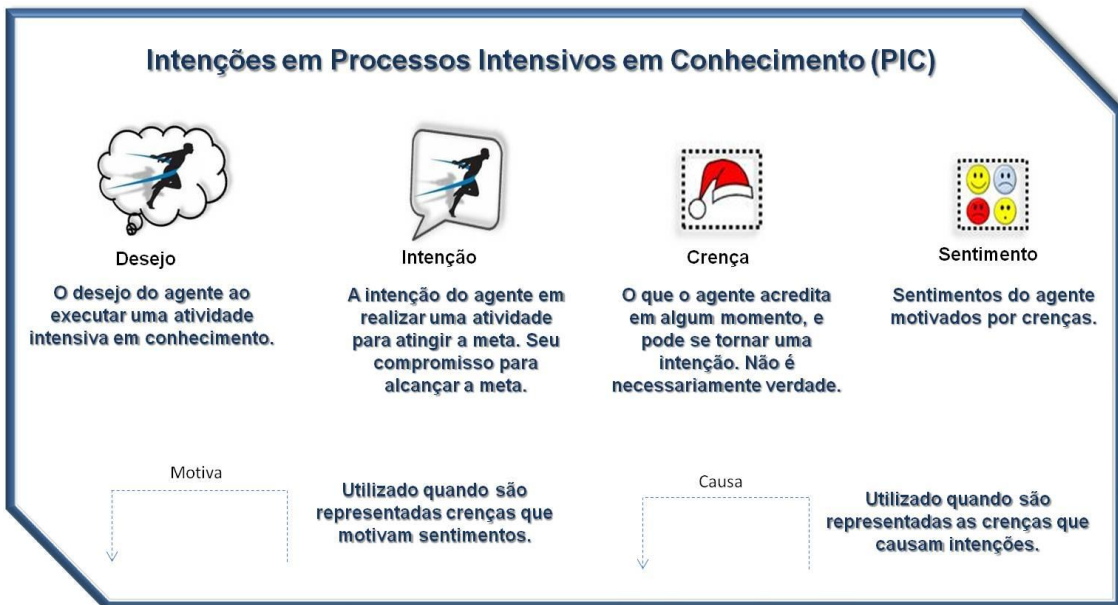 Intenções em Processos Intensivos em Conhecimento (PIC)
Desejo
O desejo do agente ao
executar uma atividade
intensiva em conhecimento.
Intenção
A intenção do agente em
realizar uma atividade
para atingir a meta. Seu
compromisso para
alcançar a meta.
Crença
O que o agente acredita
em algum momento, e
pode se tornar uma
intenção. Não é
necessariamente verdade.
Sentimento
Sentimentos do agente
motivados por crenças.
Motiva
Utilizado quando são
representadas crenças que
motivam sentimentos.
Causa
Utilizado quando são
representadas as crenças que
causam intenções.